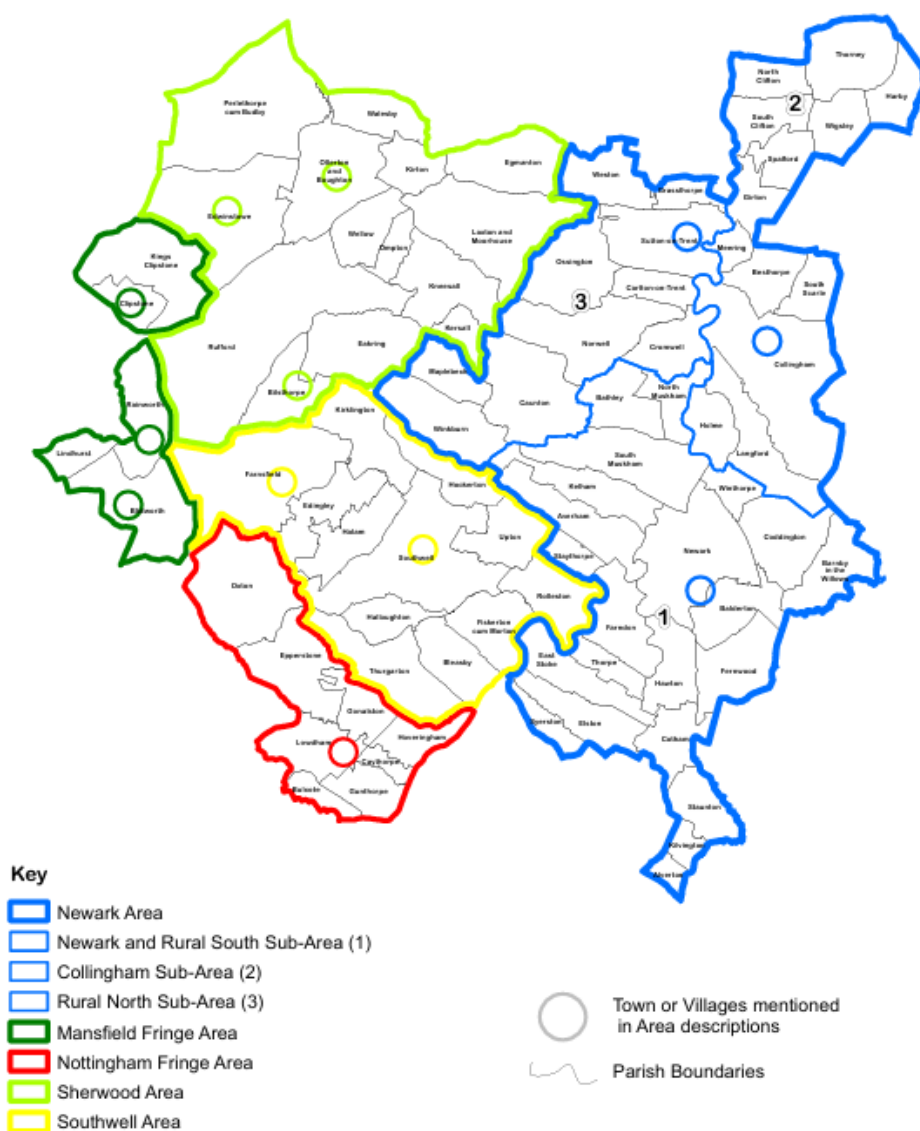 Thorney
North
Clifton
Harby
2
South
Clifton
Wigsley
Spalford
Girton
Perlethorpe
cum Budby
Walesby
Ollerton
and
Boughton
Kirton
Egmanton
Weston
Grassthorpe
Edwinstowe
Wellow
Ompton
Laxton and
Moorhouse
Sutton-on-Trent
Meering
Ossington
Besthorpe
South
Scarle
Kings
Clipstone
Clipstone
Carlton-on-Trent
3
Kneesall
Kersall
Rufford
Eakring
Norwell
Cromwell
Collingham
Maplebeck
Bilsthorpe
Caunton
Bathley
North
Muskham
Rainworth
Kirklington
Winkburn
Holme
Langford
Lindhurst
Farnsfield
Hockerton
South
Muskham
Kelham
Winthorpe
Blidworth
Edingley
Halam
Averham
Upton
Coddington
Southwell
Staythorpe
Newark
Barnby
in the
Willows
Oxton
Rolleston
Balderton
Halloughton
Fiskerton
cum Morton
Farndon
1
Epperstone
Thurgarton
Bleasby
East
Stoke
Thorpe
Hawton
Fernwood
Gonalston
Syerston
Elston
Cotham
Lowdham
Hoveringham
Caythorpe
Bulcote
Gunthorpe
Staunton
Kilvington
Alverton
Key
Newark Area
Newark and Rural South Sub-Area (1)
Collingham Sub-Area (2)
Rural North Sub-Area (3)
Mansfield Fringe Area
Nottingham Fringe Area
Sherwood Area
Southwell Area
Town or Villages mentioned
in Area descriptions
Parish Boundaries